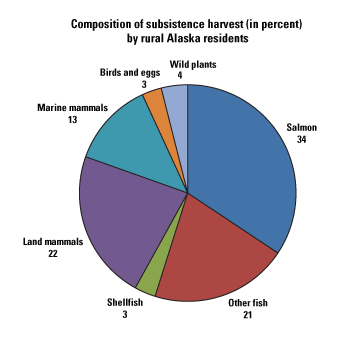 Composition of subsistence harvest (in percent)
by rural Alaska residents
Wild plants
4
Birds and eggs
3
Marine mammals
13
Salmon
34
Land mammals
22
Shellfish
3
Other fish
21